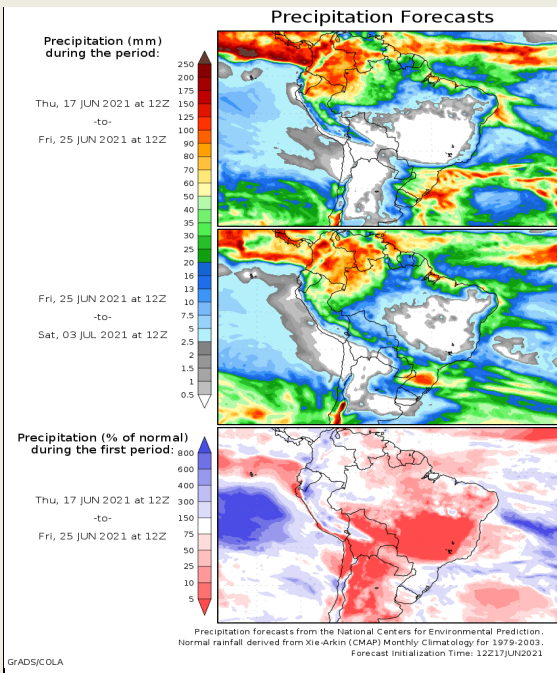 Precipitation Forecasts
Precipitation (mm)
during the period:
Thu, 17 JUN 2021 at 12Z
-to-
Fri, 25 JUN 2021 at 12Z
250
200
175
150
125
100
90
80
70
60
50
40
35
30
25
20
16
13
10
7.5
5
2.5
2
1.5
1
0.5
Fri, 25 JUN 2021 at 12Z
-to-
Sat, 03 JUL 2021 at 12Z
Precipitation (% of normal)
during the first period:
Thu, 17 JUN 2021 at 12Z
-to-
Fri, 25 JUN 2021 at 12Z
800
600
400
300
150
75
50
25
10
5
Precipitation forecasts from the National Centers for Environmental Prediction.
Normal rainfall derived from Xie-Arkin (CMAP) Monthly Climatology for 1979-2003.
Forecast Initialization Time: 12Z17JUN2021
GrADS/COLA